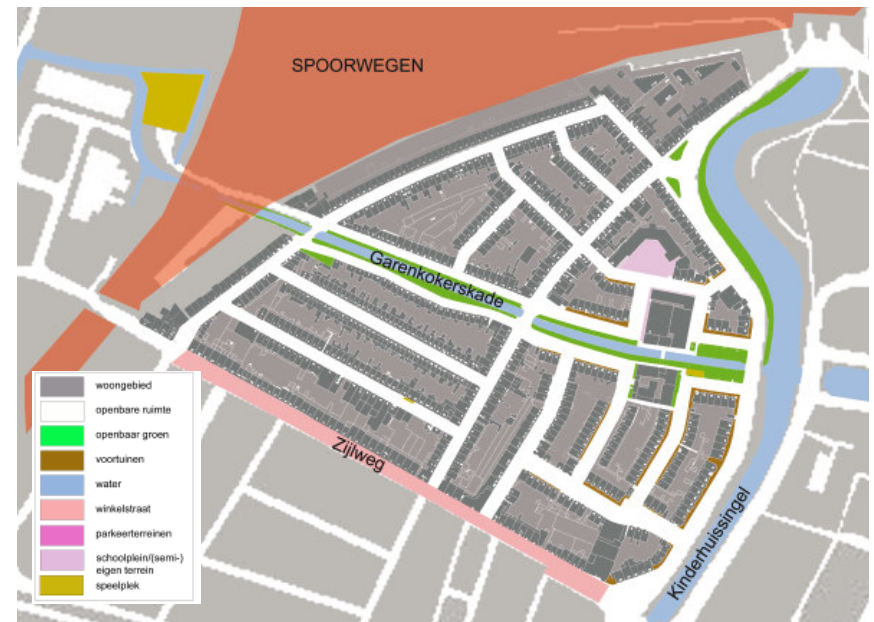 SPOORWEGEN
Garenkokerskade
Zijlweg
Kinderhuissingel
woongebied
openbare ruimte
openbaar groen
voortuinen
water
winkelstraat
parkeerterreinen
schoolplein/(semi-)
eigen terrein
speelplek